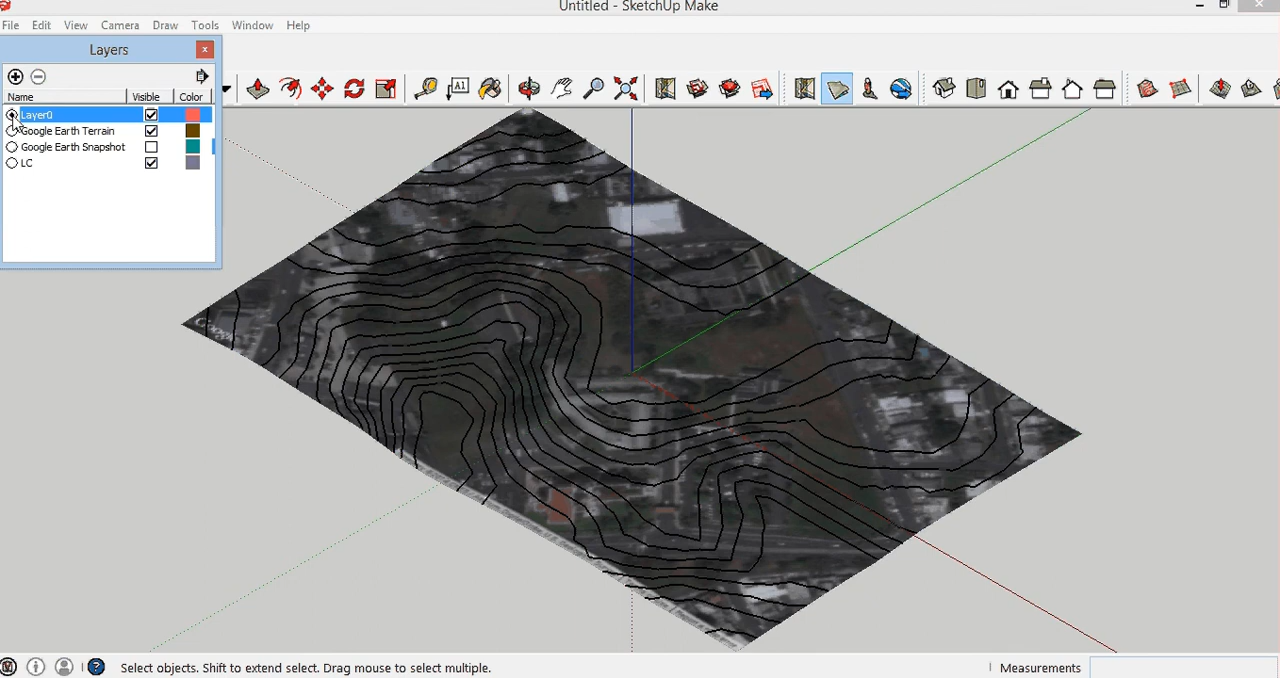 Untitled - SketchUp Make
File Edit View Camera Draw Tools Window Help
Layers
Name Visible Color
Layer0
Google Earth Terrain
Google Earth Snapshot
LC
A1
Select objects. Shift to extend select. Drag mouse to select multiple.
Measurements